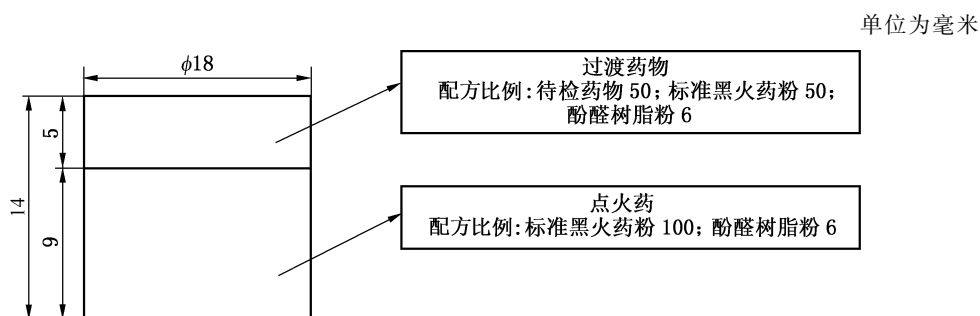 单位为毫米
ϕ18
过渡药物
配方比例:待检药物 50; 标准黑火药粉 50;
酚醛树脂粉 6
5
14
9
点火药
配方比例:标准黑火药粉 100; 酚醛树脂粉 6